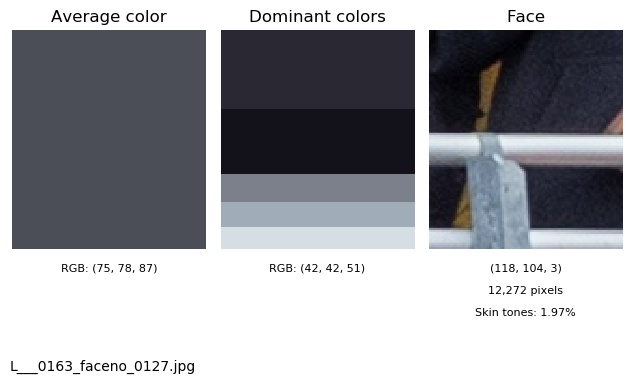 Average color
Dominant colors
Face
RGB: (75, 78, 87)
RGB: (42, 42, 51)
(118, 104, 3)
12,272 pixels
Skin tones: 1.97%
L___0163_faceno_0127.jpg